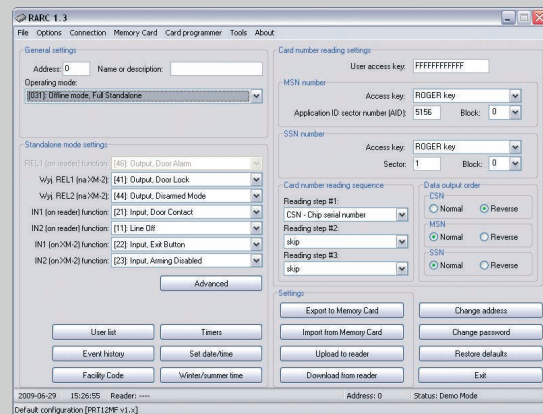 RARC 1.3
File Options Connection Memory Card Card programmer Tools About
General settings
Address: 0 Name or description:
Operating mode:
[031]: Offline mode, Full Standalone
Standalone mode settings
REL1 (on reader) function: [46]: Output, Door Alarm
Wyj. REL1 (na XM-2): [41]: Output, Door Lock
Wyj. REL2 (na XM-2): [44]: Output, Disarmed Mode
IN1 (on reader) function: [21]: Input, Door Contact
IN2 (on reader) function: [11]: Line Off
IN1 (on XM-2) function: [22]: Input, Exit Button
IN2 (on XM-2) function: [23]: Input, Arming Disabled
Advanced
User list Timers
Event history Set date/time
Facility Code Winter/summer time
Card number reading settings
User access key: FFFFFFFFFFFF
MSN number
Access key: ROGER key
Application ID sector number (AID): 5156 Block: 0
SSN number
Access key: ROGER key
Sector: 1 Block: 0
Card number reading sequence
Reading step #1:
CSN - Chip serial number
Reading step #2:
skip
Reading step #3:
skip
Data output order
CSN
Normal Reverse
MSN
Normal Reverse
SSN
Normal Reverse
Settings
Export to Memory Card Change address
Import from Memory Card Change password
Upload to reader Restore defaults
Download from reader Exit
2009-06-29 15:26:55 Reader: ---- Address: 0 Status: Demo Mode
Default configuration [PRT12MF v1.x]